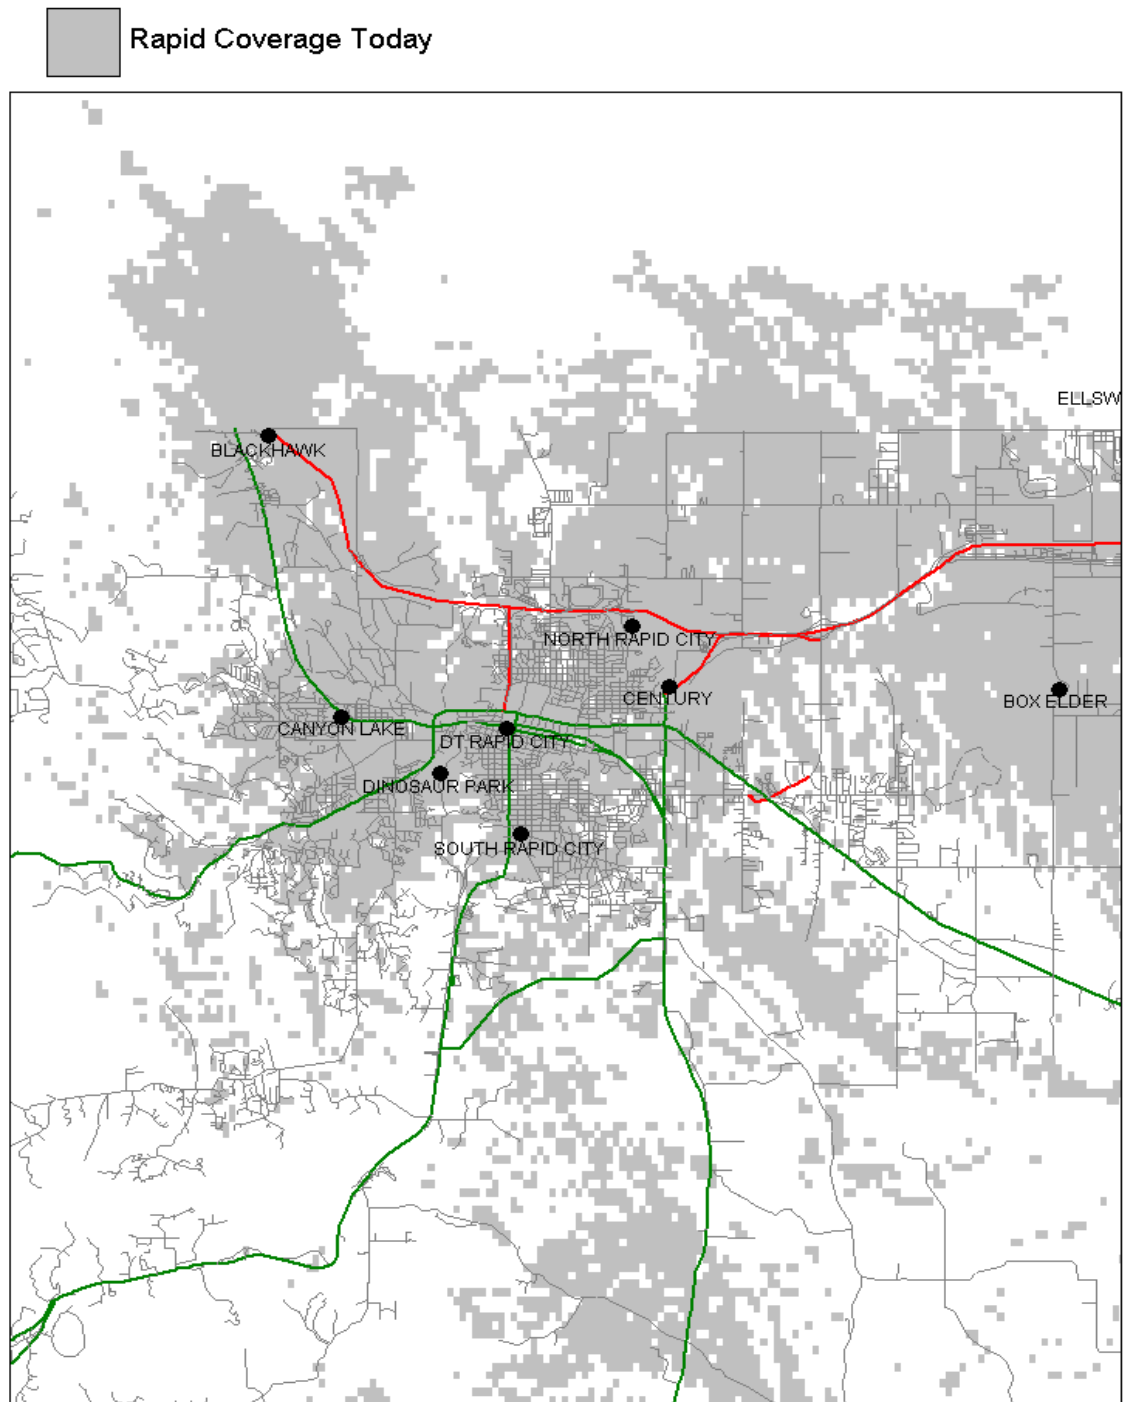 Rapid Coverage Today
ELLSW
BLACKHAWK
NORTH RAPID CITY
CENTURY
BOX ELDER
CANYON LAKE
DT RAPID CITY
DINOSAUR PARK
SOUTH RAPID CITY